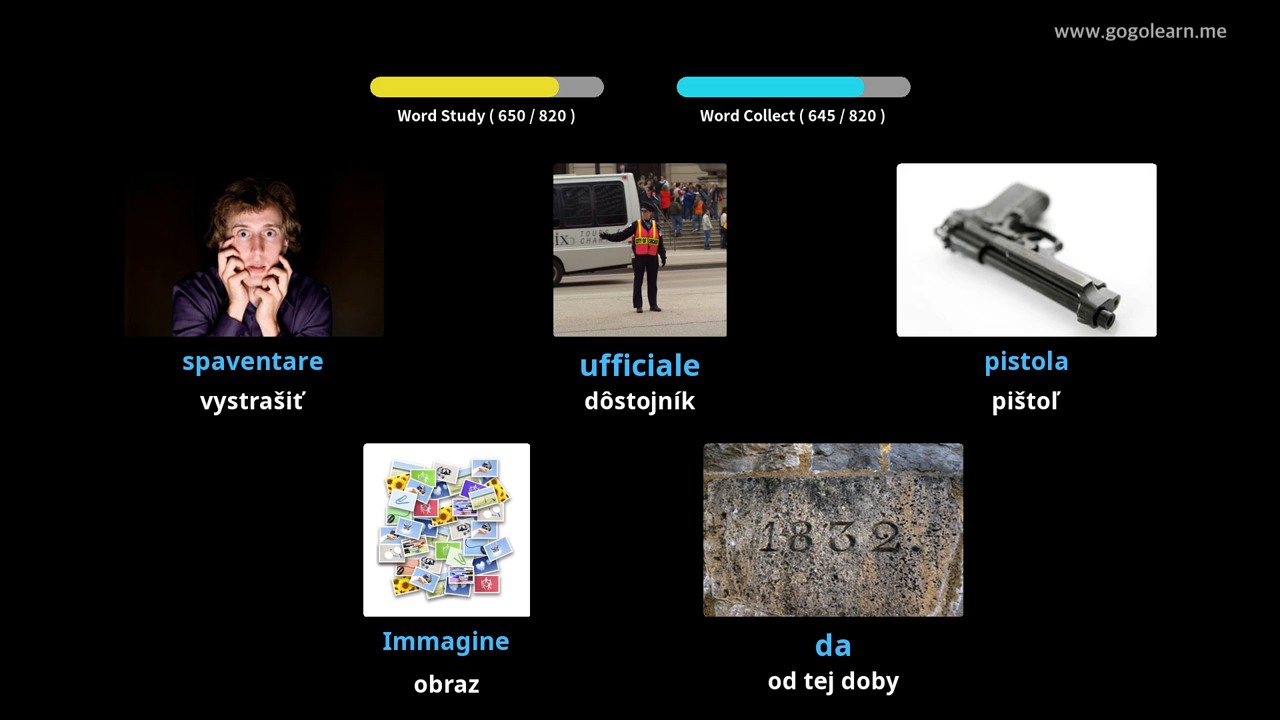 www.gogolearn.me
Word Study ( 650 / 820 )
Word Collect ( 645 / 820 )
spaventare
vystrašiť
ufficiale
dôstojník
pistola
pištoľ
1832.
Immagine
obraz
da
od tej doby